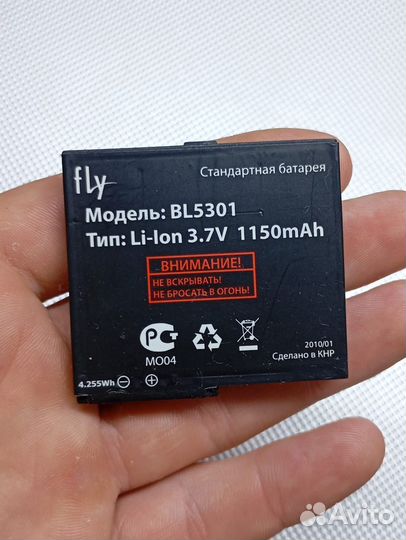 fly
Стандартная батарея
Модель: BL5301
Тип: Li-Ion 3.7V 1150mAh
ВНИМАНИЕ!
НЕ ВСКРЫВАТЬ!
НЕ БРОСАТЬ В ОГОНЬ!
РСТ
МО04
2010/01
Сделано в КНР
4.255Wh
Avito